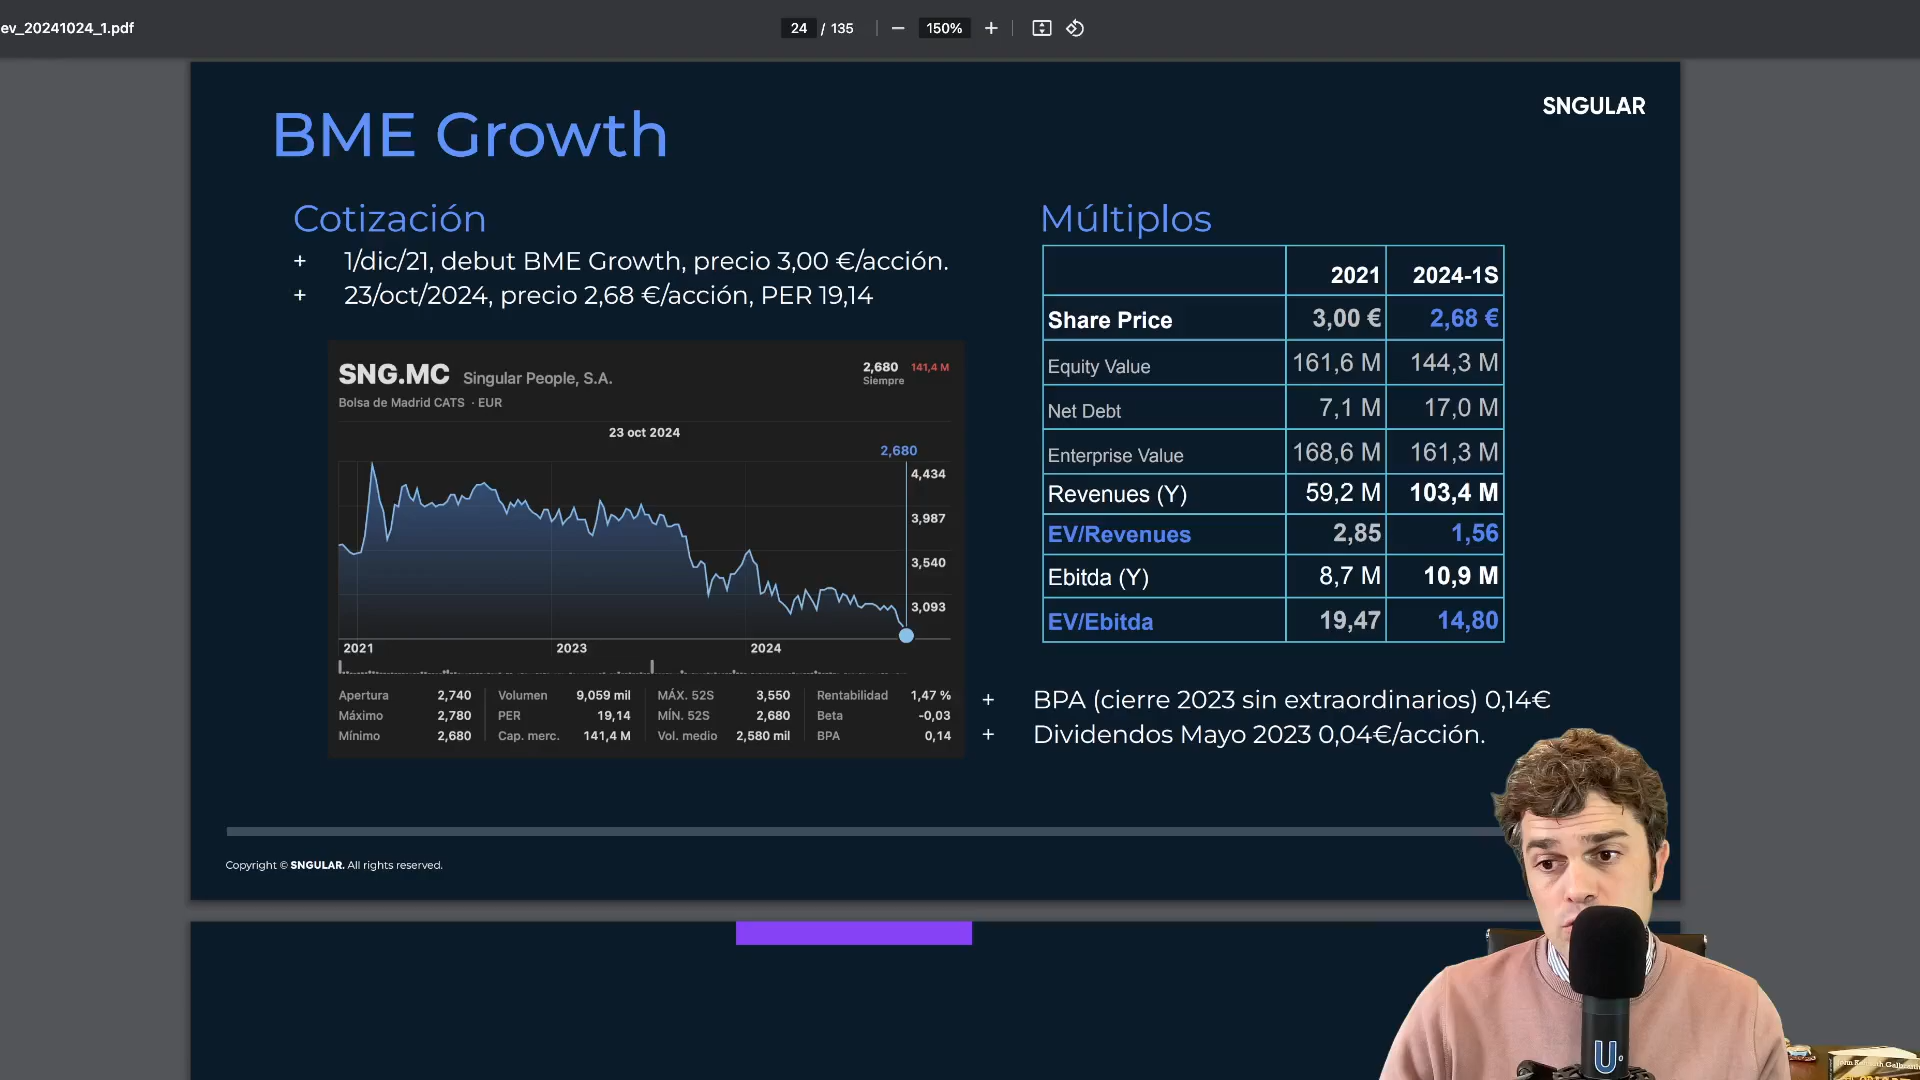 ev_20241024_1.pdf
24 / 135
150%
SNGULAR
BME Growth
Cotización
+ 1/dic/21, debut BME Growth, precio 3,00 €/acción.
+ 23/oct/2024, precio 2,68 €/acción, PER 19,14
SNG.MC Singular People, S.A.
2,680 141,4 M
Siempre
Bolsa de Madrid CATS · EUR
23 oct 2024
2,680
4,434
3,987
3,540
3,093
2021 2023 2024
Apertura 2,740 Volumen 9,059 mil MÁX. 52S 3,550 Rentabilidad 1,47 %
Máximo 2,780 PER 19,14 MÍN. 52S 2,680 Beta -0,03
Mínimo 2,680 Cap. merc. 141,4 M Vol. medio 2,580 mil BPA 0,14
Múltiplos
2021 2024-1S
Share Price 3,00 € 2,68 €
Equity Value 161,6 M 144,3 M
Net Debt 7,1 M 17,0 M
Enterprise Value 168,6 M 161,3 M
Revenues (Y) 59,2 M 103,4 M
EV/Revenues 2,85 1,56
Ebitda (Y) 8,7 M 10,9 M
EV/Ebitda 19,47 14,80
+ BPA (cierre 2023 sin extraordinarios) 0,14€
+ Dividendos Mayo 2023 0,04€/acción.
Copyright © SNGULAR. All rights reserved.
U